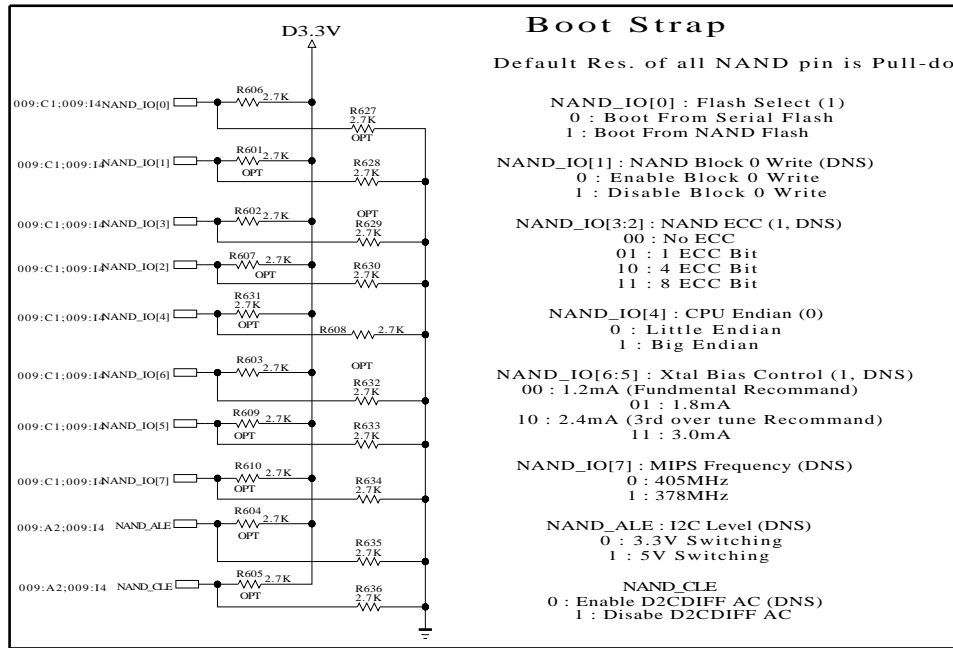 Boot Strap
D3.3V
Default Res. of all NAND pin is Pull-do
009:C1;009:I4 NAND_IO[0]
R606
2.7K
R627
2.7K
OPT
NAND_IO[0] : Flash Select (1)
0 : Boot From Serial Flash
1 : Boot From NAND Flash
009:C1;009:I4 NAND_IO[1]
R601
2.7K
OPT
R628
2.7K
NAND_IO[1] : NAND Block 0 Write (DNS)
0 : Enable Block 0 Write
1 : Disable Block 0 Write
009:C1;009:I4 NAND_IO[3]
R602
2.7K
OPT
R629
2.7K
NAND_IO[3:2] : NAND ECC (1, DNS)
00 : No ECC
01 : 1 ECC Bit
10 : 4 ECC Bit
11 : 8 ECC Bit
009:C1;009:I4 NAND_IO[2]
R607
2.7K
OPT
R630
2.7K
009:C1;009:I4 NAND_IO[4]
R631
2.7K
OPT
R608
2.7K
NAND_IO[4] : CPU Endian (0)
0 : Little Endian
1 : Big Endian
009:C1;009:I4 NAND_IO[6]
R603
2.7K
OPT
R632
2.7K
NAND_IO[6:5] : Xtal Bias Control (1, DNS)
00 : 1.2mA (Fundmental Recommand)
01 : 1.8mA
10 : 2.4mA (3rd over tune Recommand)
11 : 3.0mA
009:C1;009:I4 NAND_IO[5]
R609
2.7K
OPT
R633
2.7K
009:C1;009:I4 NAND_IO[7]
R610
2.7K
OPT
R634
2.7K
NAND_IO[7] : MIPS Frequency (DNS)
0 : 405MHz
1 : 378MHz
009:A2;009:I4 NAND_ALE
R604
2.7K
OPT
R635
2.7K
NAND_ALE : I2C Level (DNS)
0 : 3.3V Switching
1 : 5V Switching
009:A2;009:I4 NAND_CLE
R605
2.7K
OPT
R636
2.7K
NAND_CLE
0 : Enable D2CDIFF AC (DNS)
1 : Disabe D2CDIFF AC